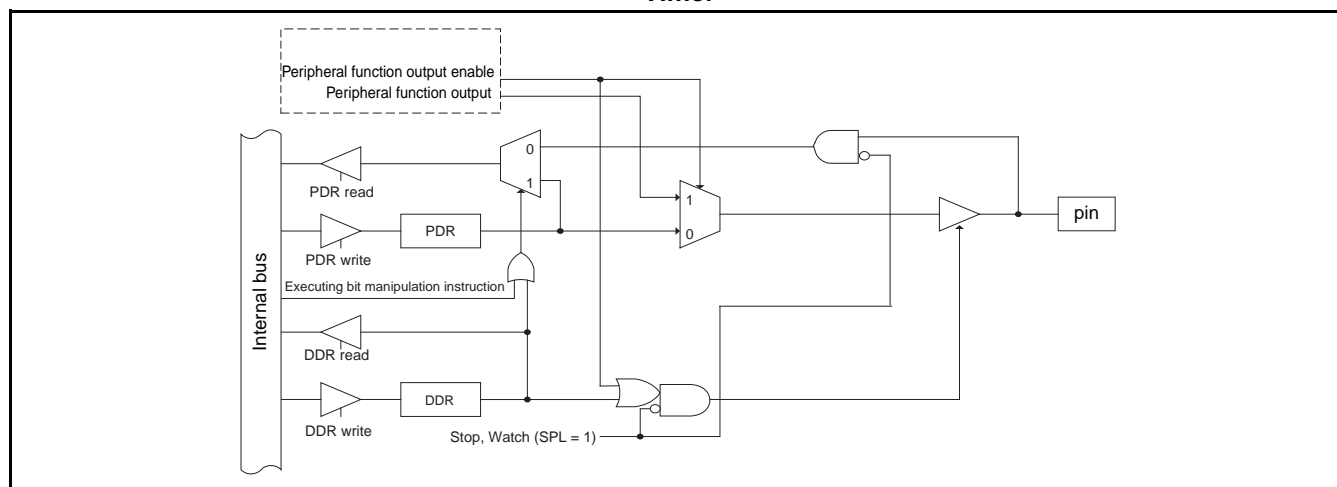 Peripheral function output enable
Peripheral function output
0
1
PDR read
1
pin
PDR
0
PDR write
Executing bit manipulation instruction
Internal bus
DDR read
DDR
DDR write
Stop, Watch (SPL = 1)